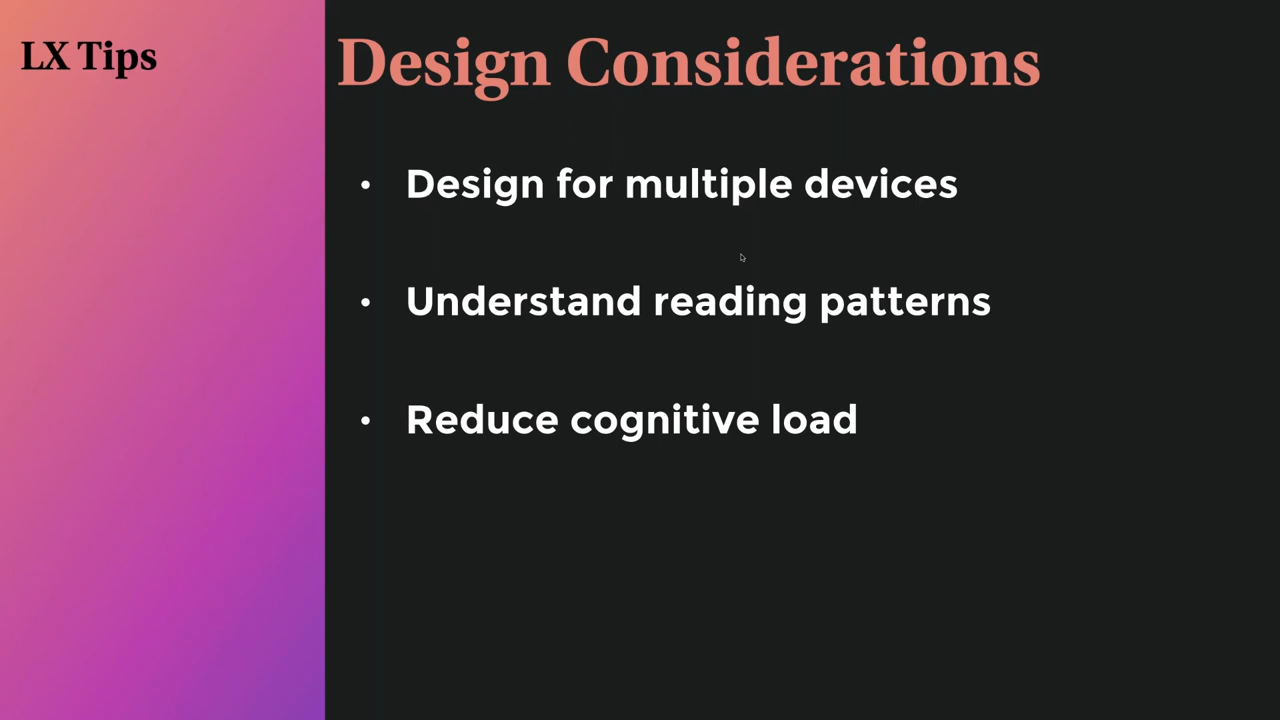 LX Tips
Design Considerations
• Design for multiple devices
• Understand reading patterns
• Reduce cognitive load